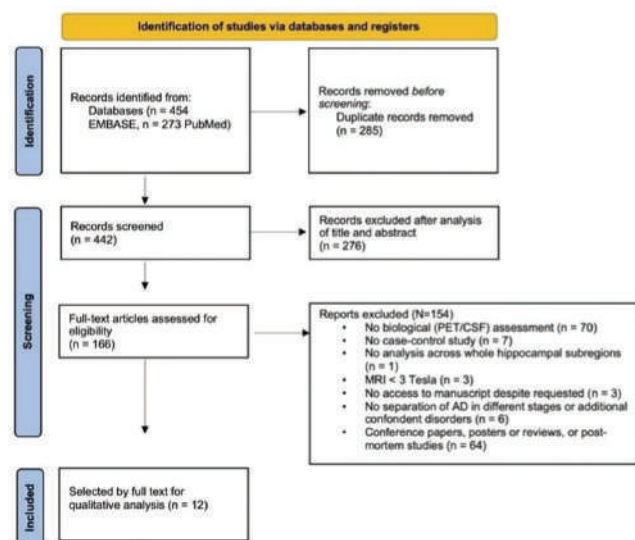 Identification of studies via databases and registers
Identification
Records identified from:
Databases (n = 454
EMBASE, n = 273 PubMed)
Records removed before
screening:
Duplicate records removed
(n = 285)
Screening
Records screened
(n = 442)
Records excluded after analysis
of title and abstract
(n = 276)
Full-text articles assessed for
eligibility
(n = 166)
Reports excluded (N=154)
• No biological (PET/CSF) assessment (n = 70)
• No case-control study (n = 7)
• No analysis across whole hippocampal subregions
(n = 1)
• MRI < 3 Tesla (n = 3)
• No access to manuscript despite requested (n = 3)
• No separation of AD in different stages or additional
confondent disorders (n = 6)
• Conference papers, posters or reviews, or post-
mortem studies (n = 64)
Included
Selected by full text for
qualitative analysis (n = 12)